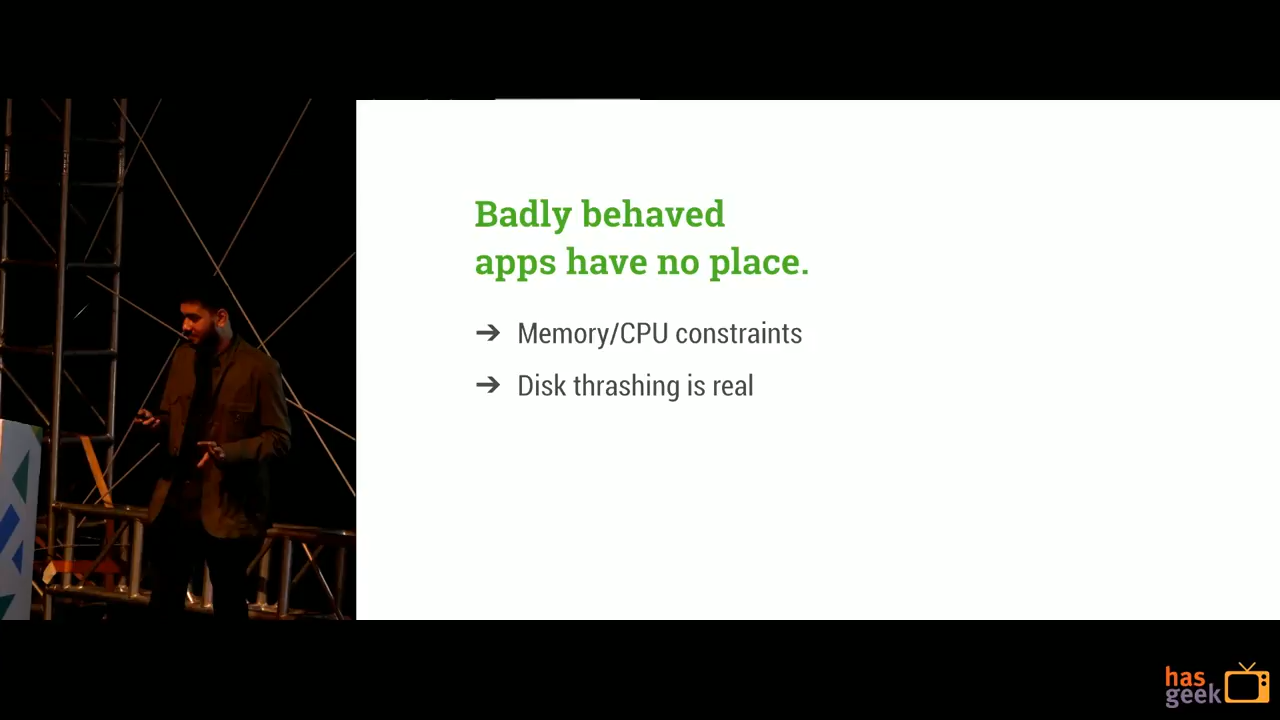 Badly behaved
apps have no place.
➔ Memory/CPU constraints
➔ Disk thrashing is real
has
geek